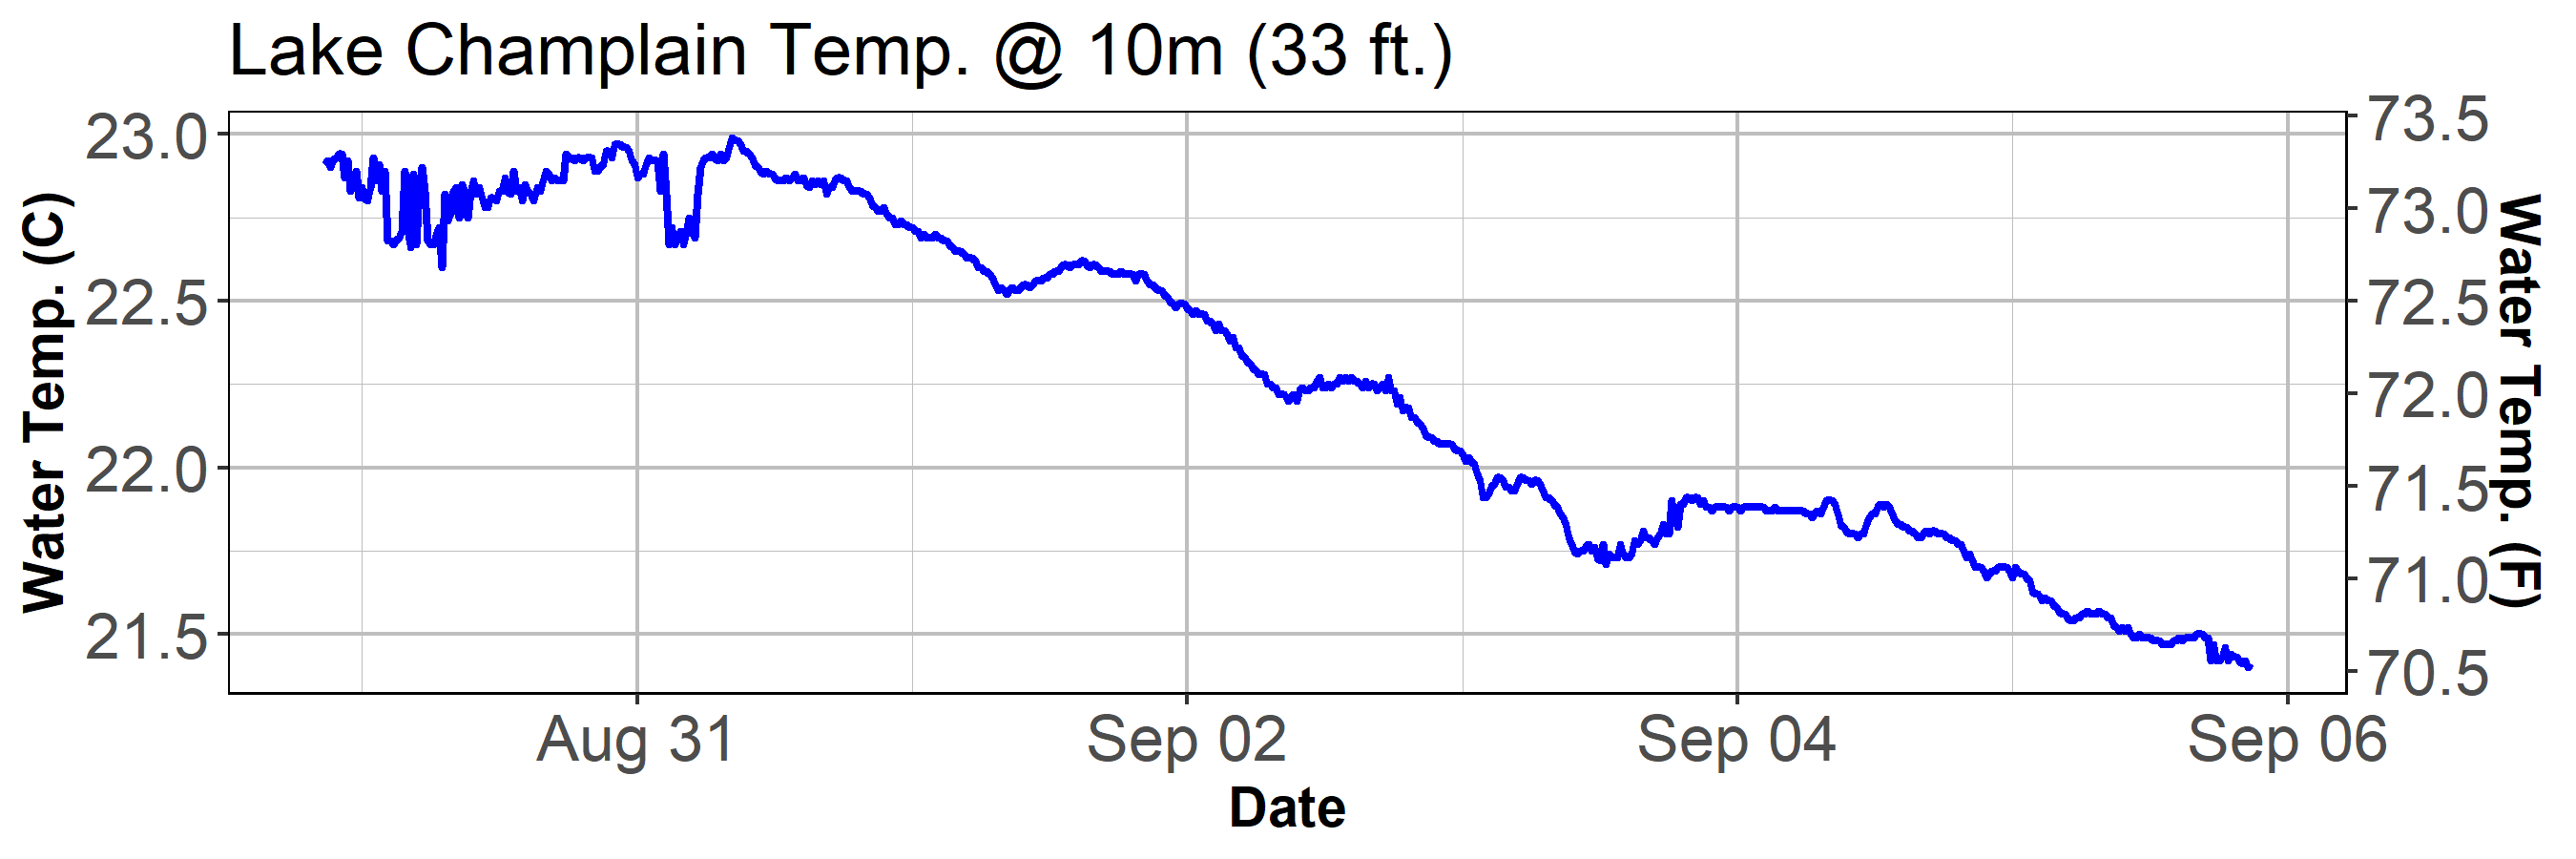 Lake Champlain Temp. @ 10m (33 ft.)
Water Temp. (C)
23.0
22.5
22.0
21.5
73.5
73.0
72.5
72.0
71.5
71.0
70.5
Water Temp. (F)
Aug 31
Sep 02
Sep 04
Sep 06
Date